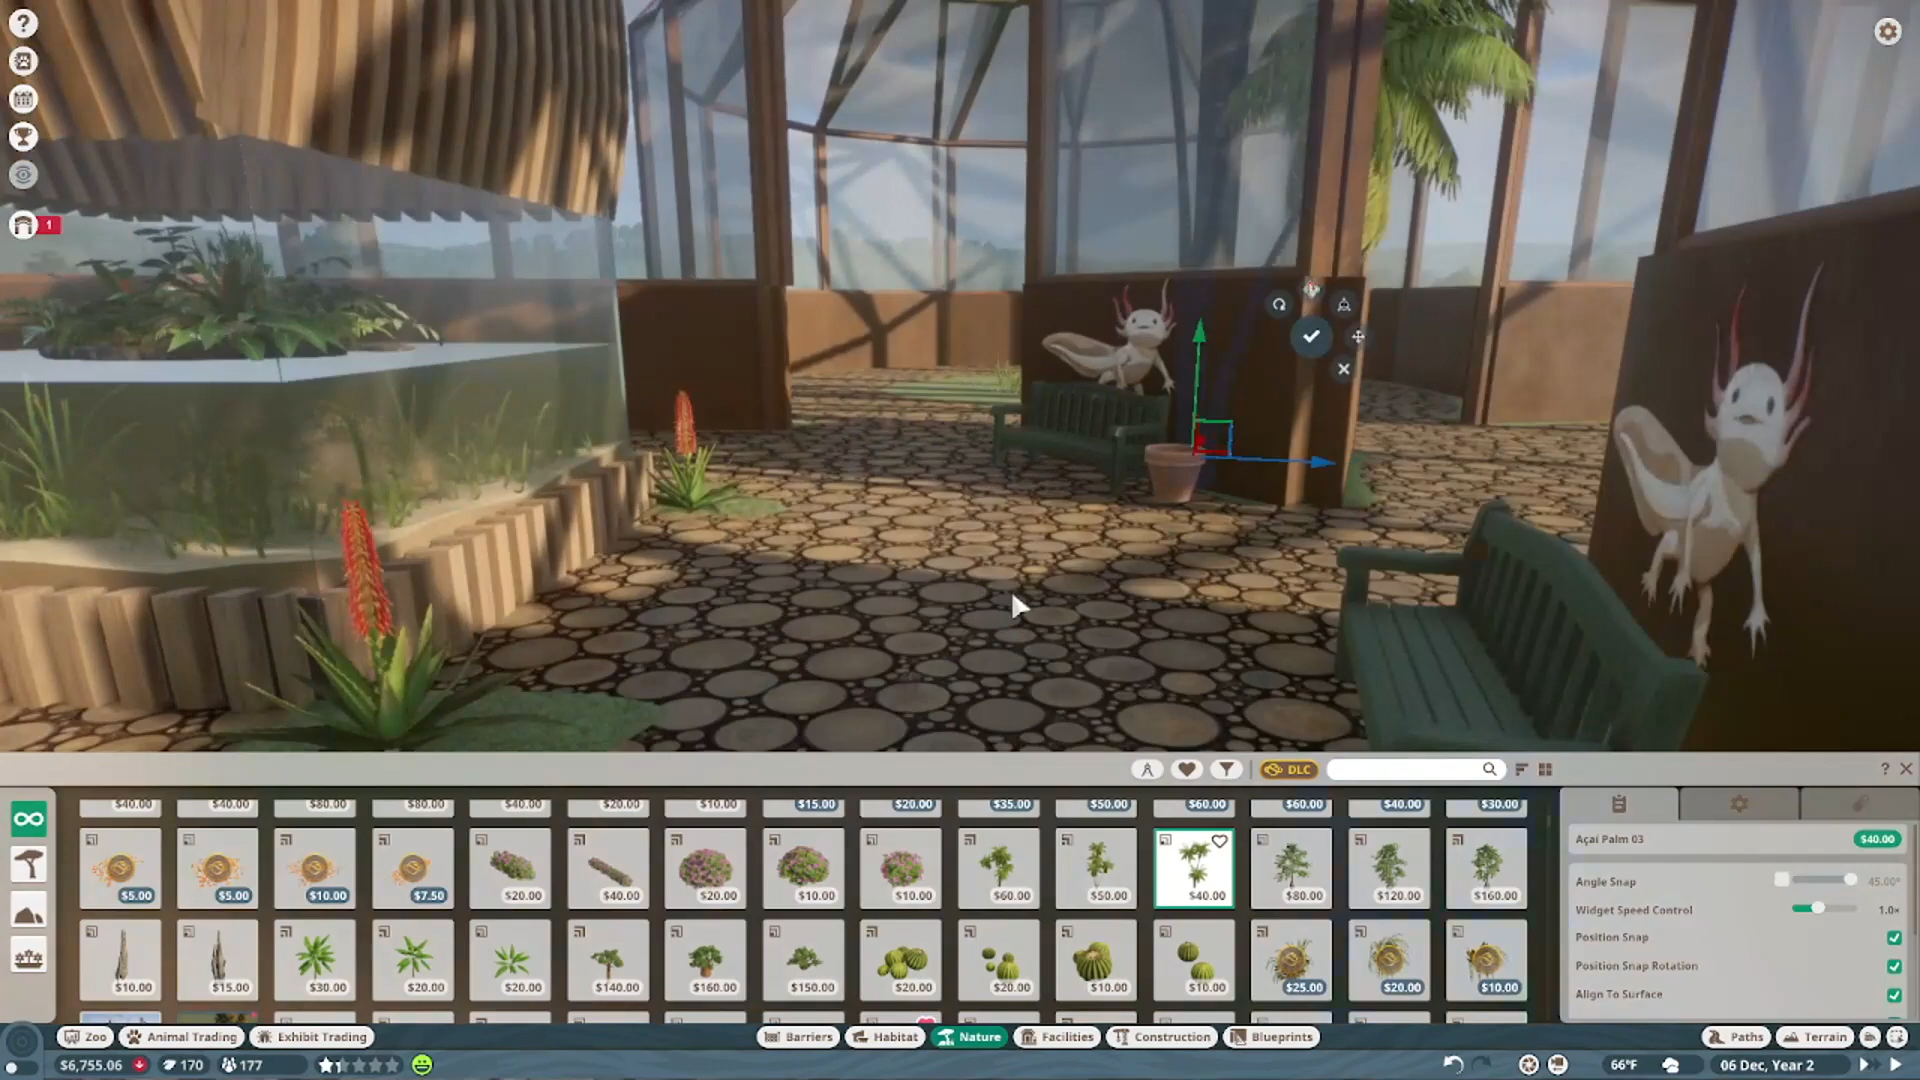 ?
1
DLC
?
$40.00 $40.00 $80.00 $80.00 $40.00 $20.00 $10.00 $15.00 $20.00 $35.00 $50.00 $60.00 $60.00 $40.00 $30.00
$5.00 $5.00 $10.00 $7.50 $20.00 $40.00 $20.00 $10.00 $10.00 $60.00 $50.00 $40.00 $80.00 $120.00 $160.00
$10.00 $15.00 $30.00 $20.00 $20.00 $140.00 $160.00 $150.00 $20.00 $20.00 $10.00 $10.00 $25.00 $20.00 $10.00
Açaí Palm 03 $40.00
Angle Snap 45.00°
Widget Speed Control 1.0×
Position Snap
Position Snap Rotation
Align To Surface
Zoo Animal Trading Exhibit Trading Barriers Habitat Nature Facilities Construction Blueprints Paths Terrain
$6,755.06 170 177 66°F 06 Dec, Year 2